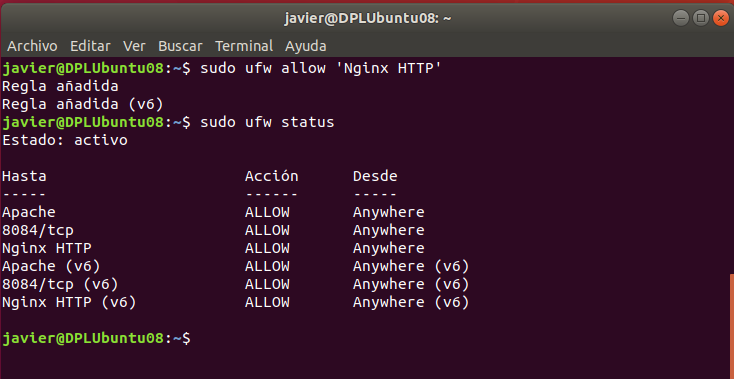 javier@DPLUbuntu08: ~
Archivo Editar Ver Buscar Terminal Ayuda
javier@DPLUbuntu08:~$ sudo ufw allow 'Nginx HTTP'
Regla añadida
Regla añadida (v6)
javier@DPLUbuntu08:~$ sudo ufw status
Estado: activo
Hasta Acción Desde
----- ------ -----
Apache ALLOW Anywhere
8084/tcp ALLOW Anywhere
Nginx HTTP ALLOW Anywhere
Apache (v6) ALLOW Anywhere (v6)
8084/tcp (v6) ALLOW Anywhere (v6)
Nginx HTTP (v6) ALLOW Anywhere (v6)
javier@DPLUbuntu08:~$